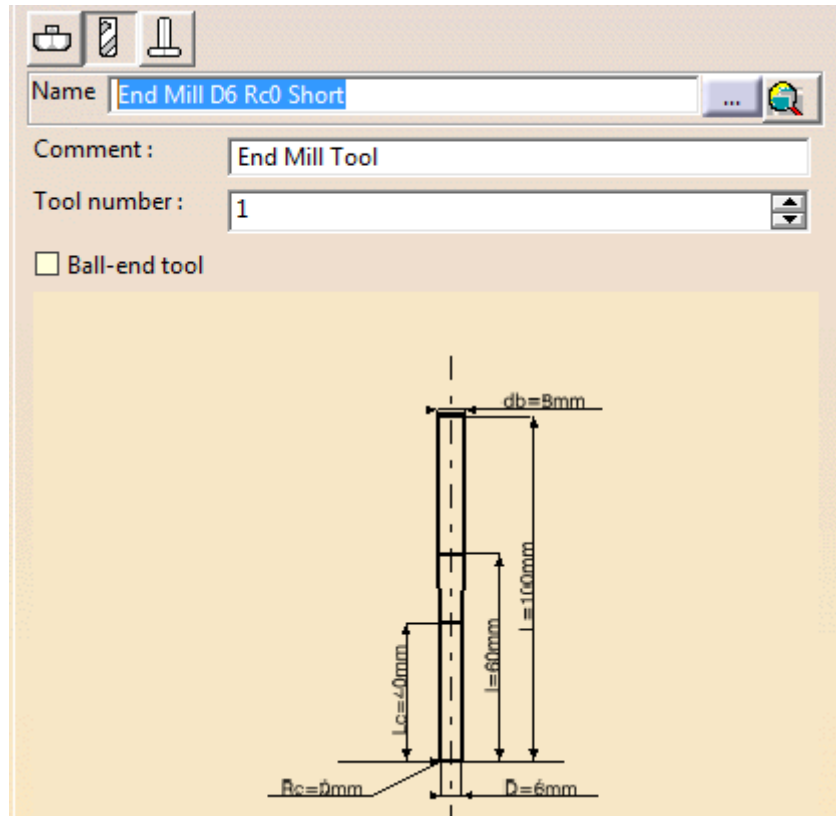 Name End Mill D6 Rc0 Short ...
Comment : End Mill Tool
Tool number : 1
Ball-end tool
db=8mm
l=100mm
l=60mm
Lc=40mm
Rc=0mm
D=6mm